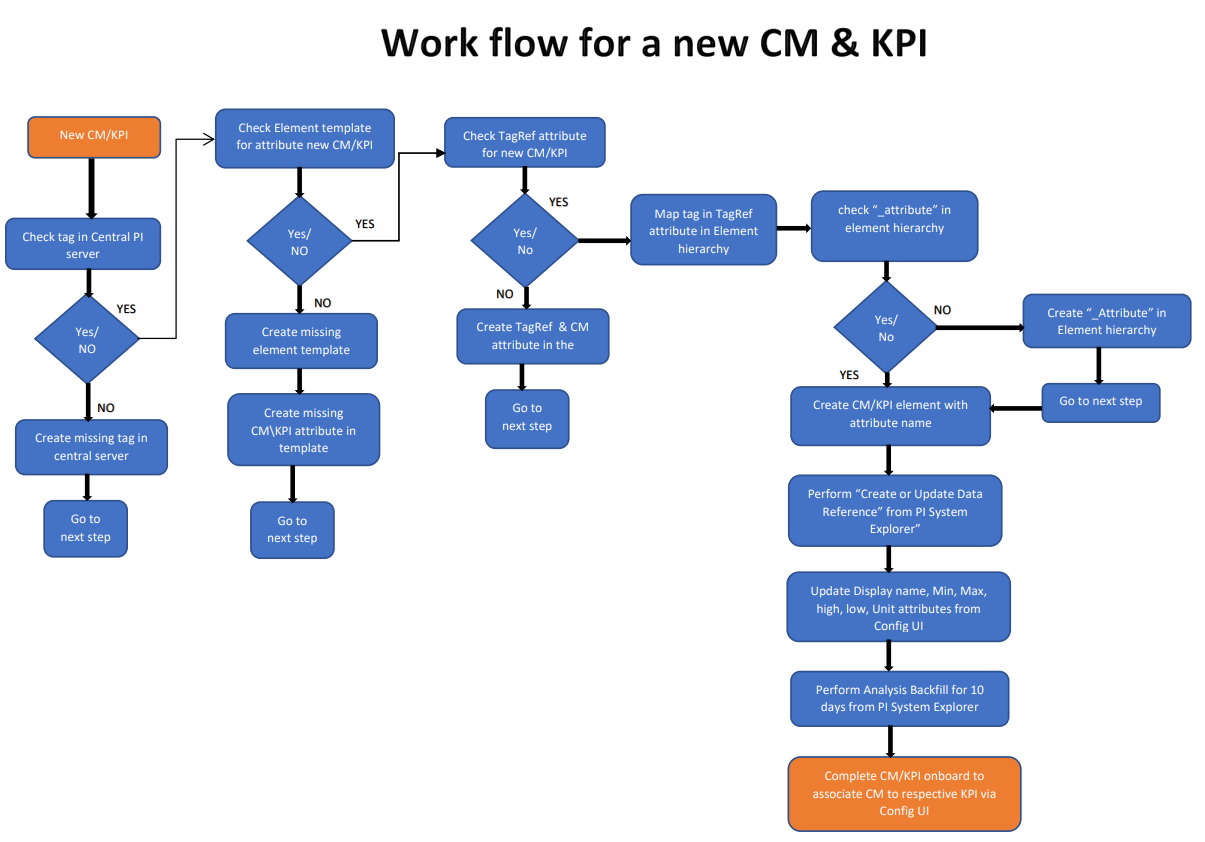 Work flow for a new CM & KPI
New CM/KPI
Check tag in Central PI
server
YES
Yes/
NO
NO
Create missing tag in
central server
Go to
next step
Check Element template
for attribute new CM/KPI
YES
Yes/
NO
NO
Create missing
element template
Create missing
CM\KPI attribute in
template
Go to
next step
Check TagRef attribute
for new CM/KPI
YES
Yes/
No
NO
Create TagRef & CM
attribute in the
Go to
next step
Map tag in TagRef
attribute in Element
hierarchy
check “_attribute” in
element hierarchy
NO
Yes/
No
YES
Create “_Attribute” in
Element hierarchy
Go to next step
Create CM/KPI element with
attribute name
Perform “Create or Update Data
Reference” from PI System
Explorer”
Update Display name, Min, Max,
high, low, Unit attributes from
Config UI
Perform Analysis Backfill for 10
days from PI System Explorer
Complete CM/KPI onboard to
associate CM to respective KPI via
Config UI